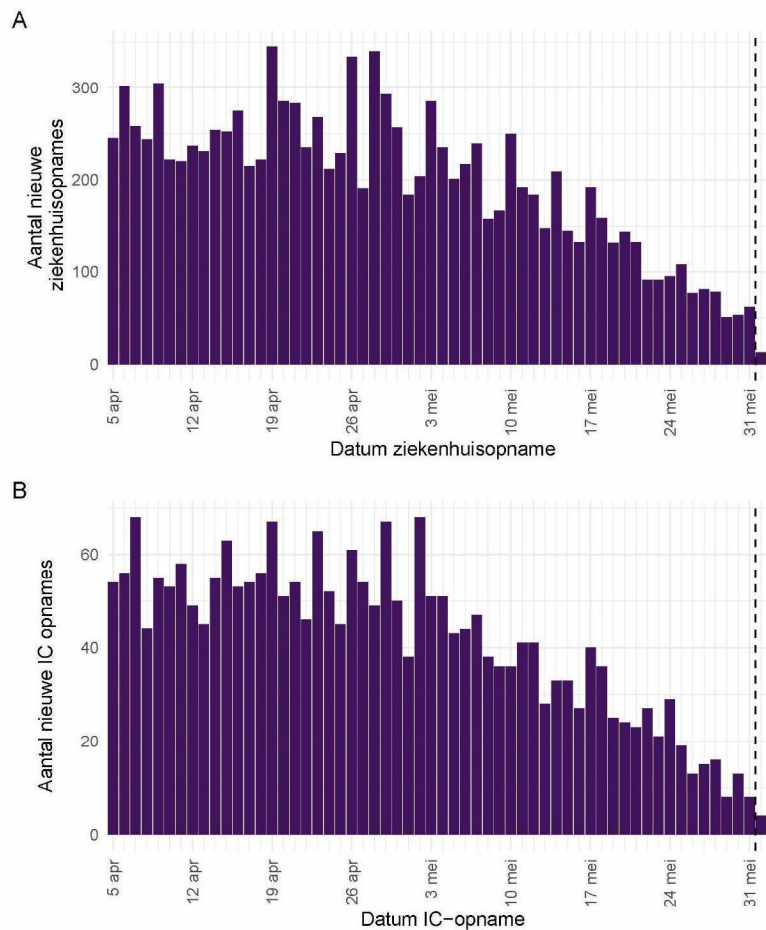 A
Aantal nieuwe
ziekenhuisopnames
300
200
100
0
5 apr
12 apr
19 apr
26 apr
3 mei
10 mei
17 mei
24 mei
31 mei
Datum ziekenhuisopname
B
Aantal nieuwe IC opnames
60
40
20
0
5 apr
12 apr
19 apr
26 apr
3 mei
10 mei
17 mei
24 mei
31 mei
Datum IC−opname